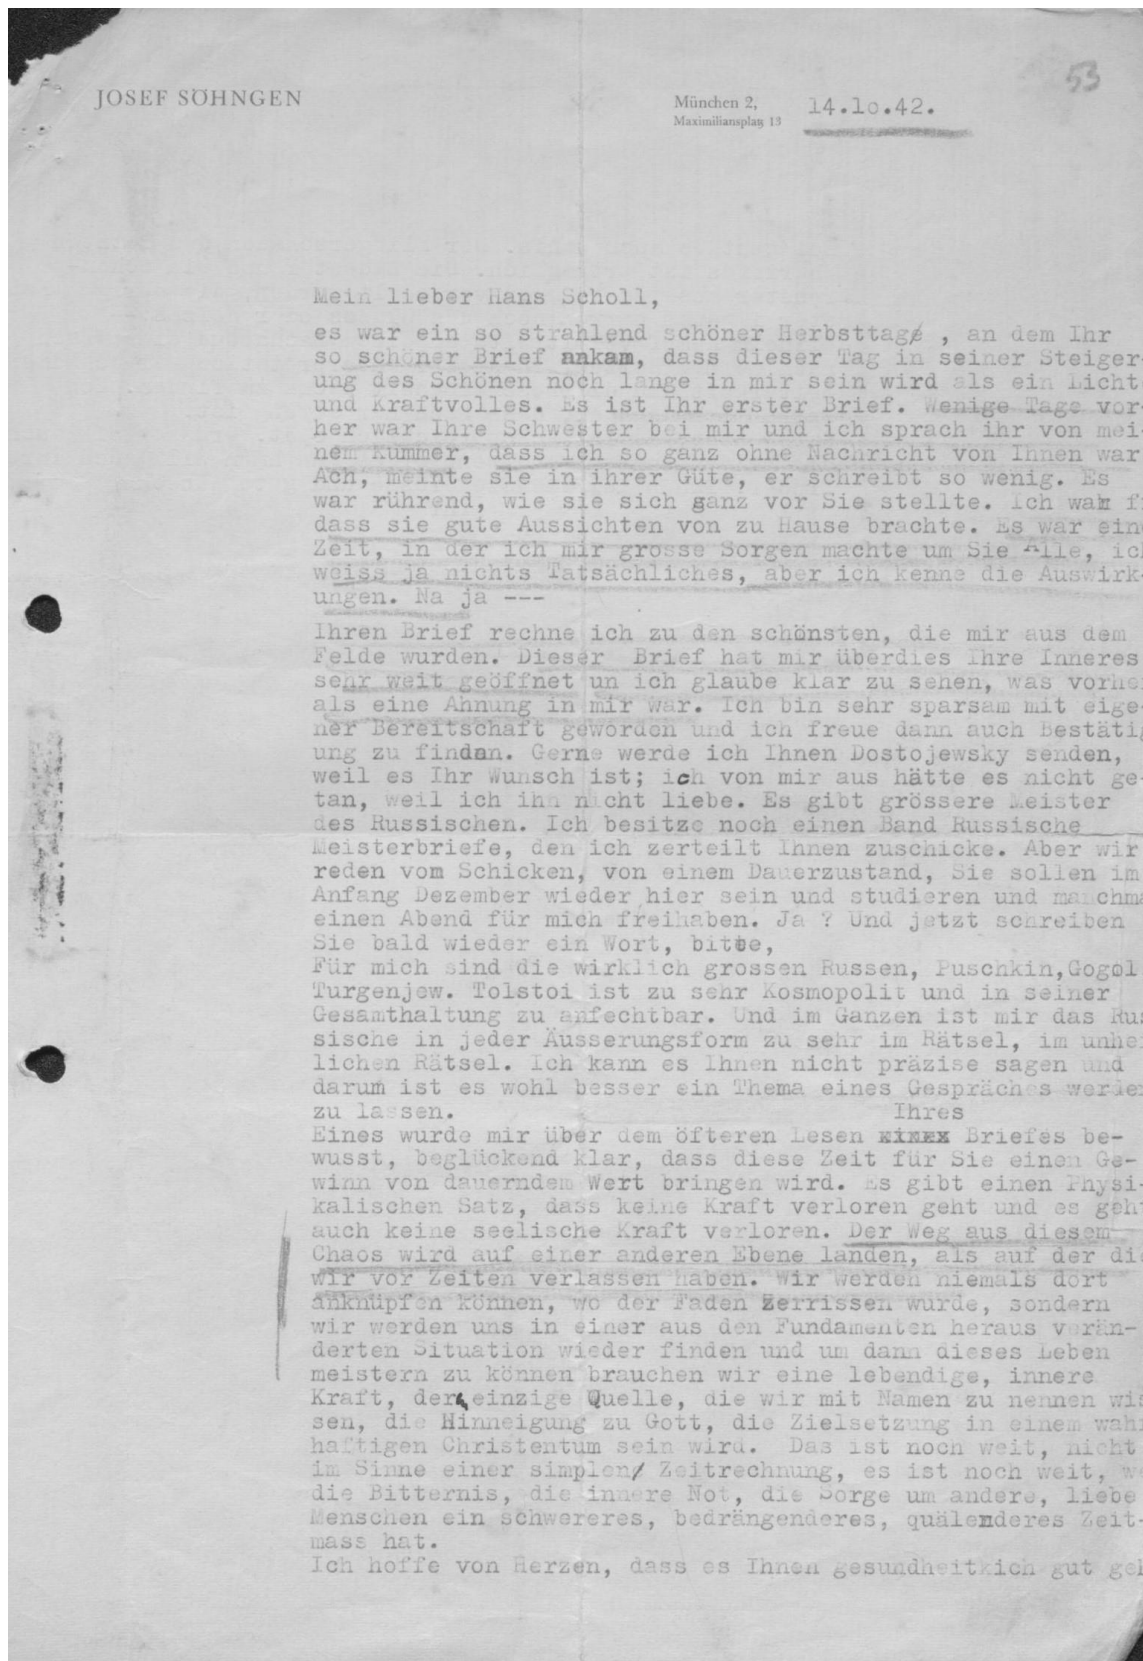 53
JOSEF SÖHNGEN
München 2,
Maximiliansplatz 13
14.10.42.
Mein lieber Hans Scholl,
es war ein so strahlend schöner Herbsttag , an dem Ihr
so schöner Brief ankam, dass dieser Tag in seiner Steiger-
ung des Schönen noch lange in mir sein wird als ein Licht
und Kraftvolles. Es ist Ihr erster Brief. Wenige Tage vor-
her war Ihre Schwester bei mir und ich sprach ihr von mei-
nem Kummer, dass ich so ganz ohne Nachricht von Ihnen war
Ach, meinte sie in ihrer Güte, er schreibt so wenig. Es
war rührend, wie sie sich ganz vor Sie stellte. Ich war
dass sie gute Aussichten von zu Hause brachte. Es war ein
Zeit, in der ich mir grosse Sorgen machte um Sie Alle, ic
weiss ja nichts Tatsächliches, aber ich kenne die Auswirk-
ungen. Na ja ---
Ihren Brief rechne ich zu den schönsten, die mir aus dem
Felde wurden. Dieser Brief hat mir überdies Ihre Inneres
sehr weit geöffnet un ich glaube klar zu sehen, was vorhe
als eine Ahnung in mir war. Ich bin sehr sparsam mit eige-
ner Bereitschaft geworden und ich freue dann auch Bestätig
ung zu finden. Gerne werde ich Ihnen Dostojewsky senden,
weil es Ihr Wunsch ist; ich von mir aus hätte es nicht ge-
tan, weil ich ihn nicht liebe. Es gibt grössere Meister
des Russischen. Ich besitze noch einen Band Russische
Meisterbriefe, den ich zerteilt Ihnen zuschicke. Aber wir
reden vom Schicken, von einem Dauerzustand, Sie sollen im
Anfang Dezember wieder hier sein und studieren und manchma
einen Abend für mich freihaben. Ja ? Und jetzt schreiben
Sie bald wieder ein Wort, bitte,
Für mich sind die wirklich grossen Russen, Puschkin,Gogol
Turgenjew. Tolstoi ist zu sehr Kosmopolit und in seiner
Gesamthaltung zu anfechtbar. Und im Ganzen ist mir das Rus
sische in jeder Äusserungsform zu sehr im Rätsel, im unhei
lichen Rätsel. Ich kann es Ihnen nicht präzise sagen und
darum ist es wohl besser ein Thema eines Gespräches werden
zu lassen.
Ihres
Eines wurde mir über dem öfteren Lesen Briefes be-
wusst, beglückend klar, dass diese Zeit für Sie einen Ge-
winn von dauerndem Wert bringen wird. Es gibt einen Physi-
kalischen Satz, dass keine Kraft verloren geht und es geht
auch keine seelische Kraft verloren. Der Weg aus diesem
Chaos wird auf einer anderen Ebene landen, als auf der die
wir vor Zeiten verlassen haben. Wir werden niemals dort
anknüpfen können, wo der Faden zerrissen wurde, sondern
wir werden uns in einer aus den Fundamenten heraus verän-
derten Situation wieder finden und um dann dieses Leben
meistern zu können brauchen wir eine lebendige, innere
Kraft, der einzige Quelle, die wir mit Namen zu nennen wis
sen, die Hinneigung zu Gott, die Zielsetzung in einem wahr
haftigen Christentum sein wird. Das ist noch weit, nicht
im Sinne einer simplen Zeitrechnung, es ist noch weit, we
die Bitternis, die innere Not, die Sorge um andere, liebe
Menschen ein schwereres, bedrängenderes, quälenderes Zeit-
mass hat.
Ich hoffe von Herzen, dass es Ihnen gesundheitkich gut geh